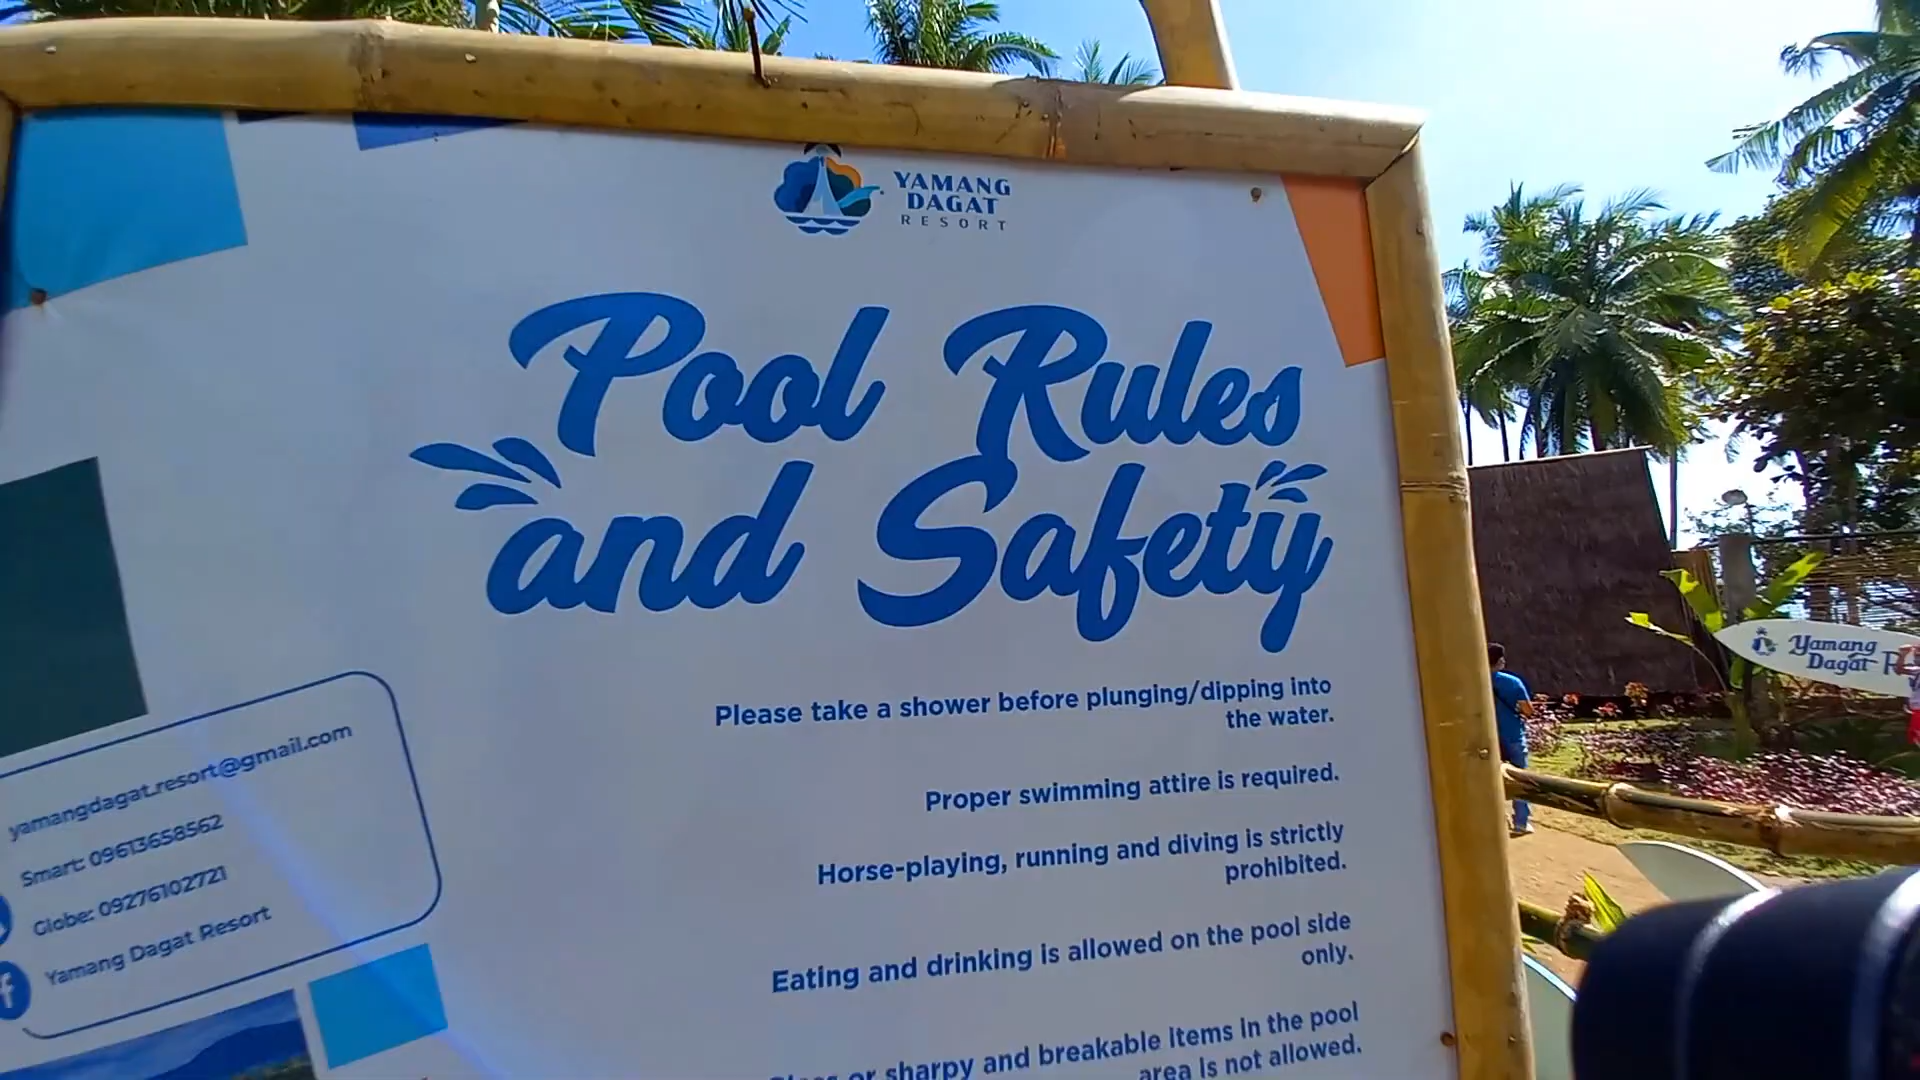 YAMANG
DAGAT
RESORT
Pool Rules
and Safety
Please take a shower before plunging/dipping into
the water.
Proper swimming attire is required.
Horse-playing, running and diving is strictly
prohibited.
Eating and drinking is allowed on the pool side
only.
or sharpy and breakable items in the pool
area is not allowed.
yamangdagat.resort@gmail.com
Smart: 09613658562
Globe: 09276102721
Yamang Dagat Resort
Yamang
Dagat R